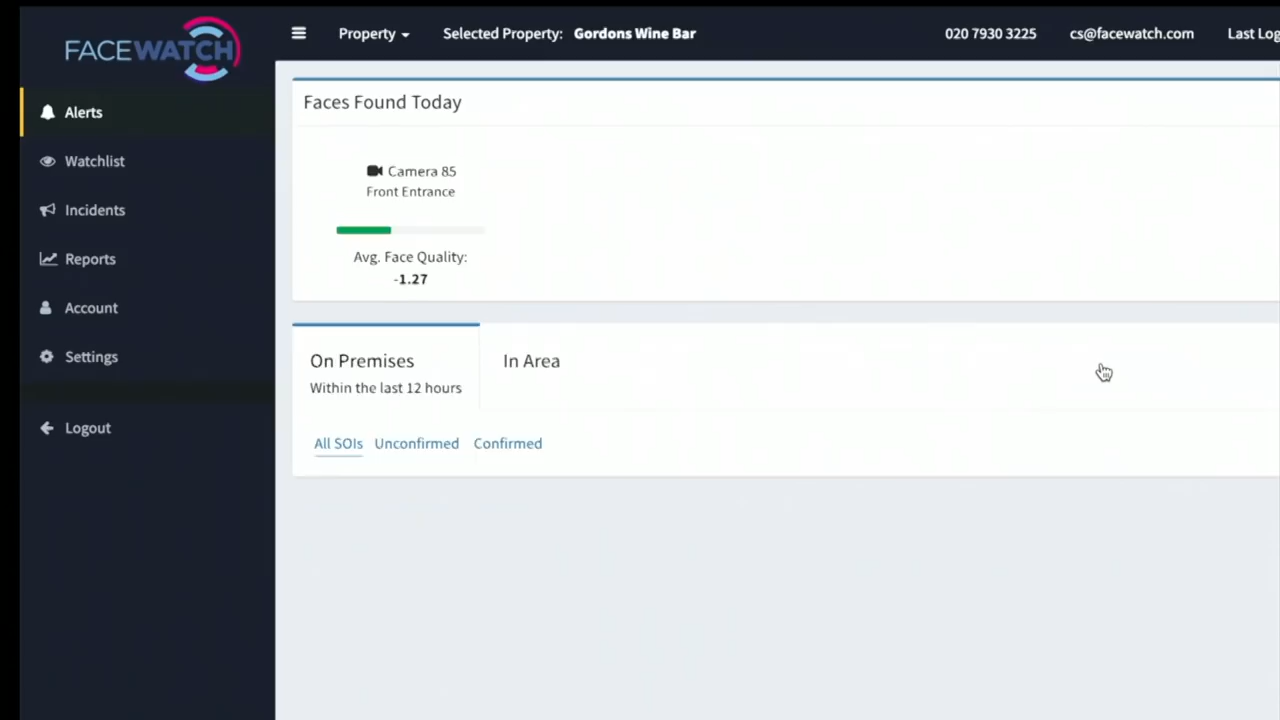 FACEWATCH
Property
Selected Property: Gordons Wine Bar
020 7930 3225
cs@facewatch.com
Last Log
Alerts
Watchlist
Incidents
Reports
Account
Settings
Logout
Faces Found Today
Camera 85
Front Entrance
Avg. Face Quality:
-1.27
On Premises
Within the last 12 hours
In Area
All SOIs Unconfirmed Confirmed